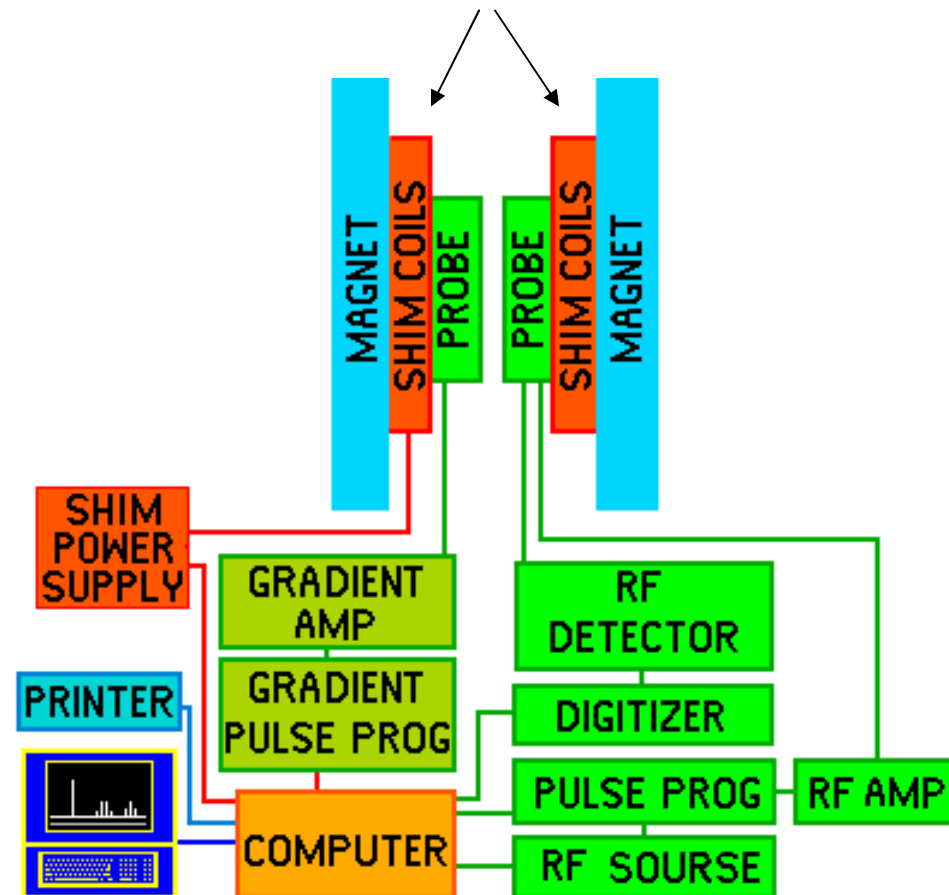 MAGNET
SHIM COILS
PROBE
PROBE
SHIM COILS
MAGNET
SHIM
POWER
SUPPLY
GRADIENT
AMP
RF
DETECTOR
GRADIENT
PULSE PROG
PRINTER
DIGITIZER
PULSE PROG
RF AMP
COMPUTER
RF SOURSE